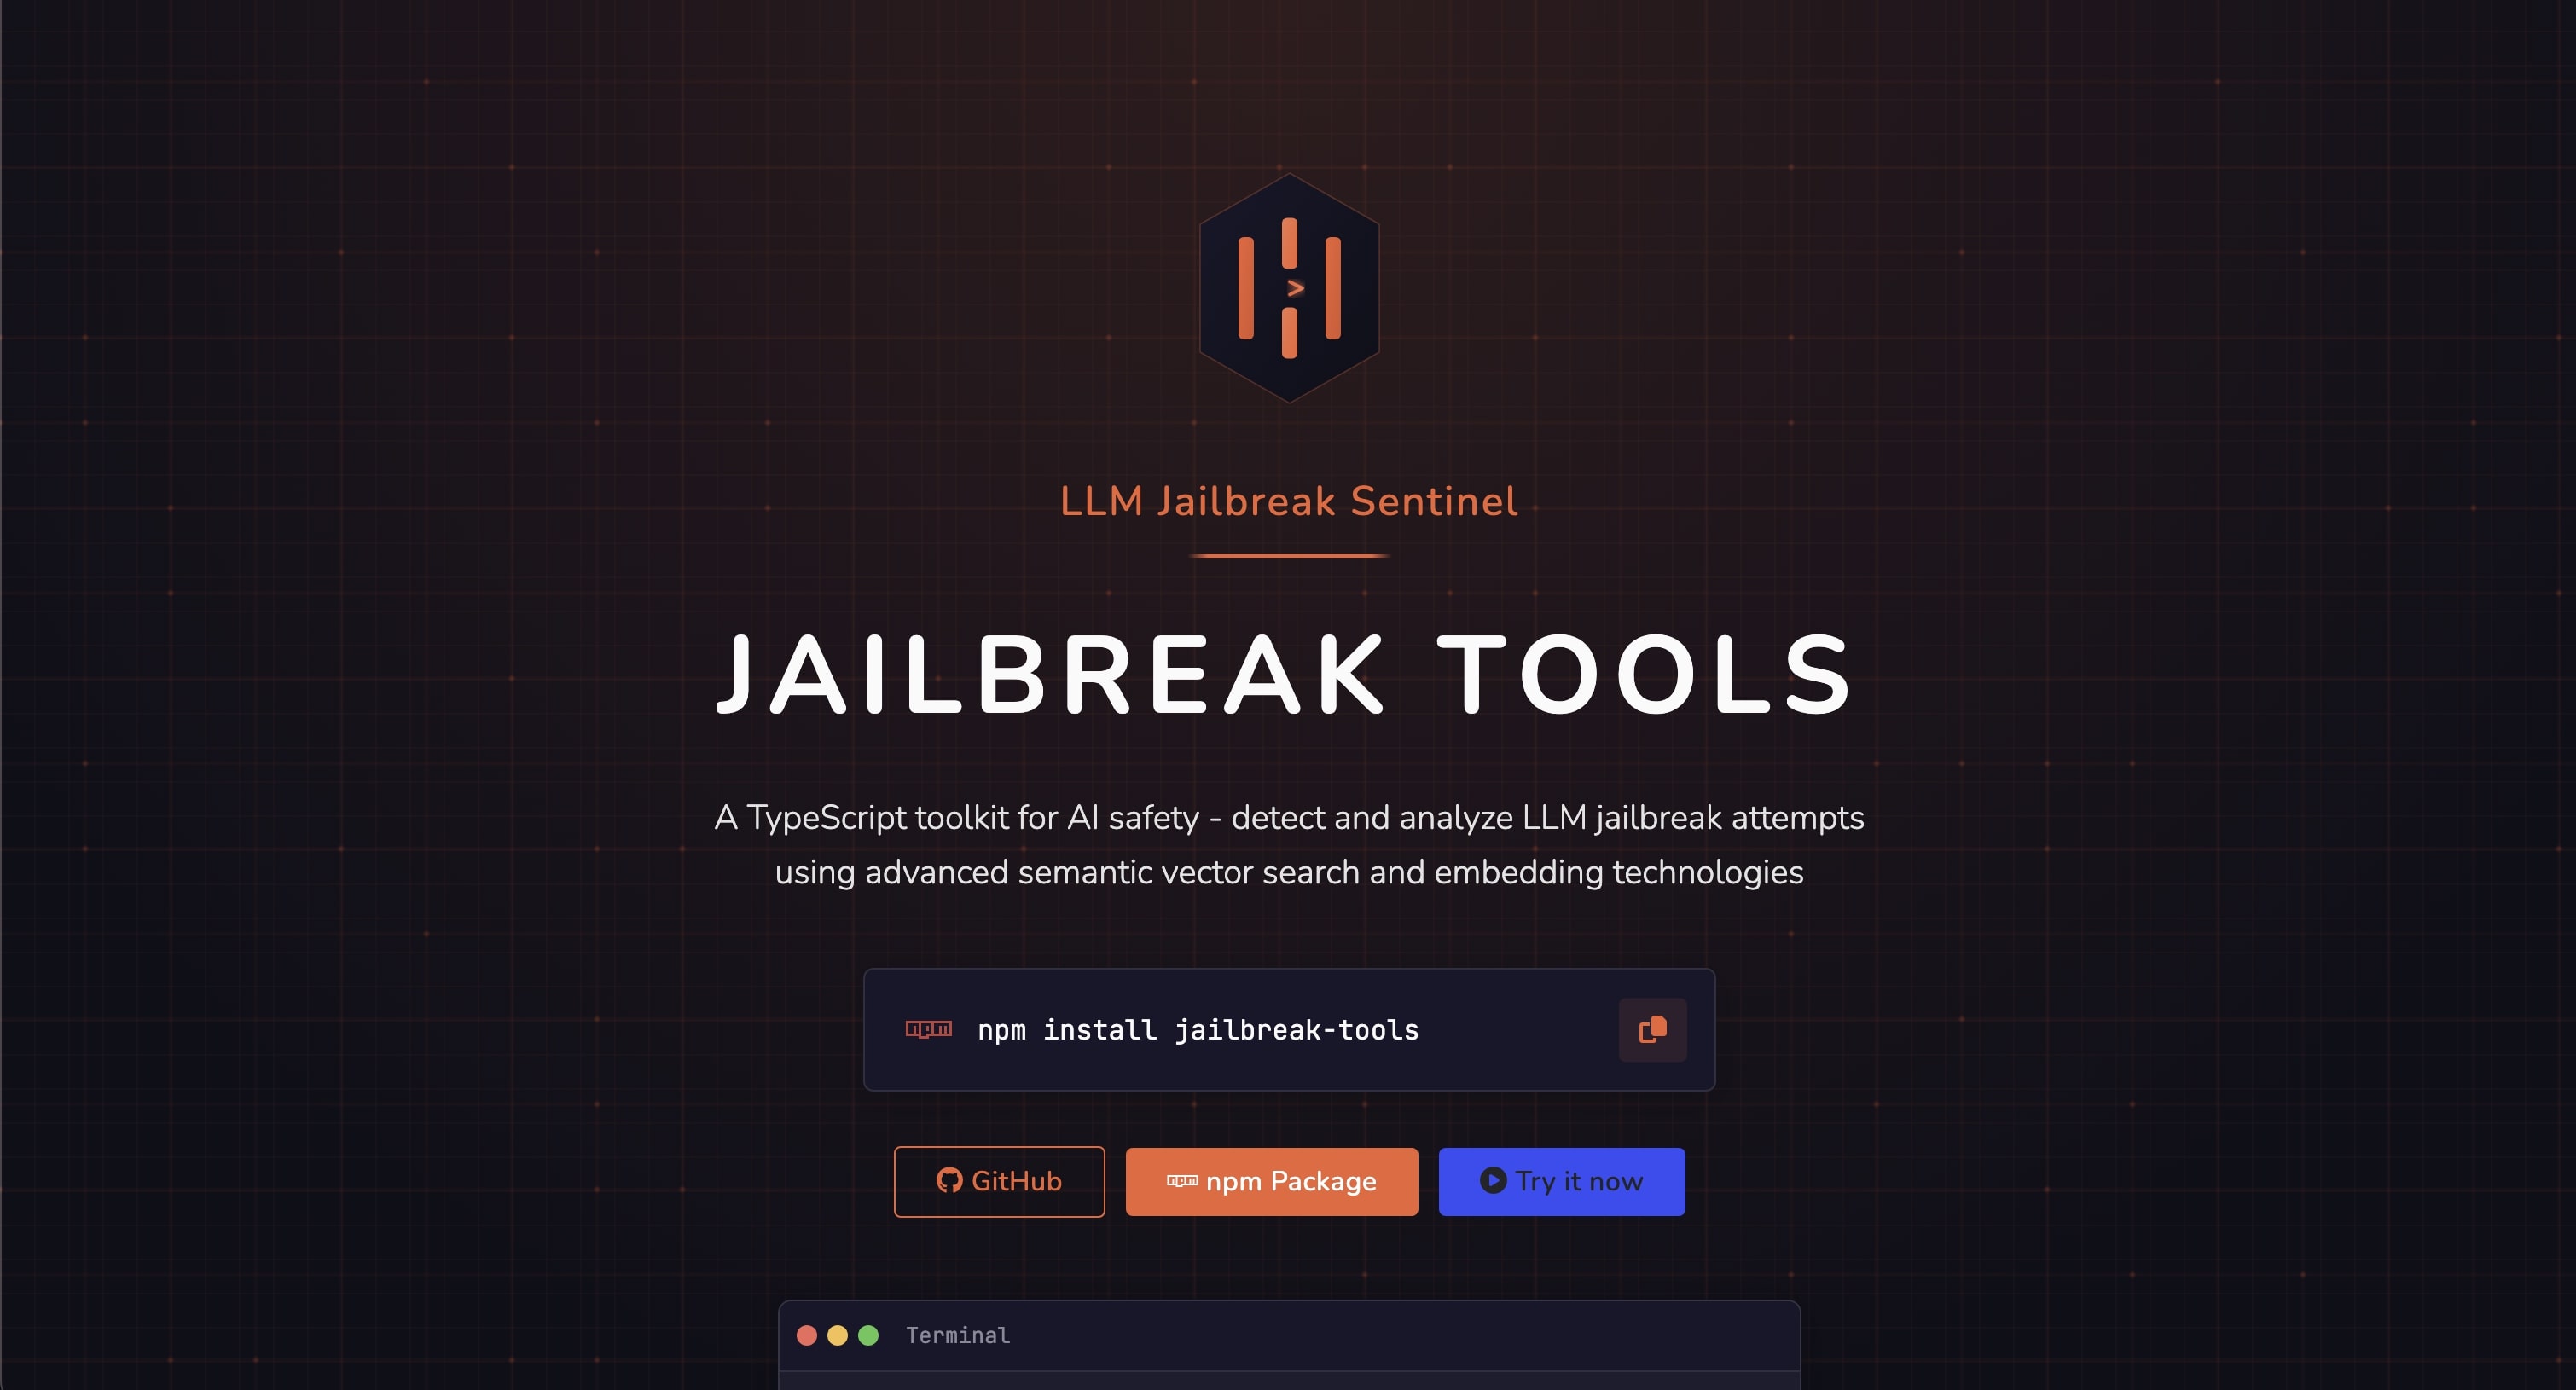 LLM Jailbreak Sentinel
JAILBREAK TOOLS
A TypeScript toolkit for AI safety - detect and analyze LLM jailbreak attempts
using advanced semantic vector search and embedding technologies
npm npm install jailbreak-tools
GitHub
npm npm Package
Try it now
Terminal